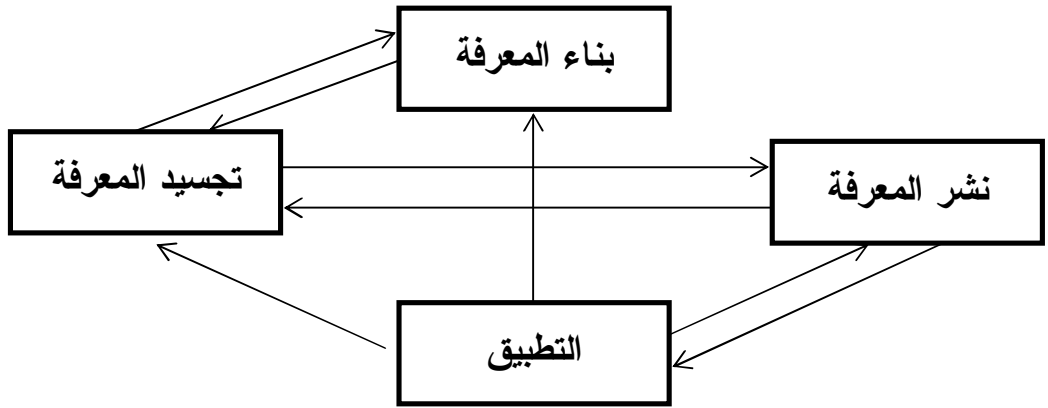 بناء المعرفة
تجسيد المعرفة
نشر المعرفة
التطبيق